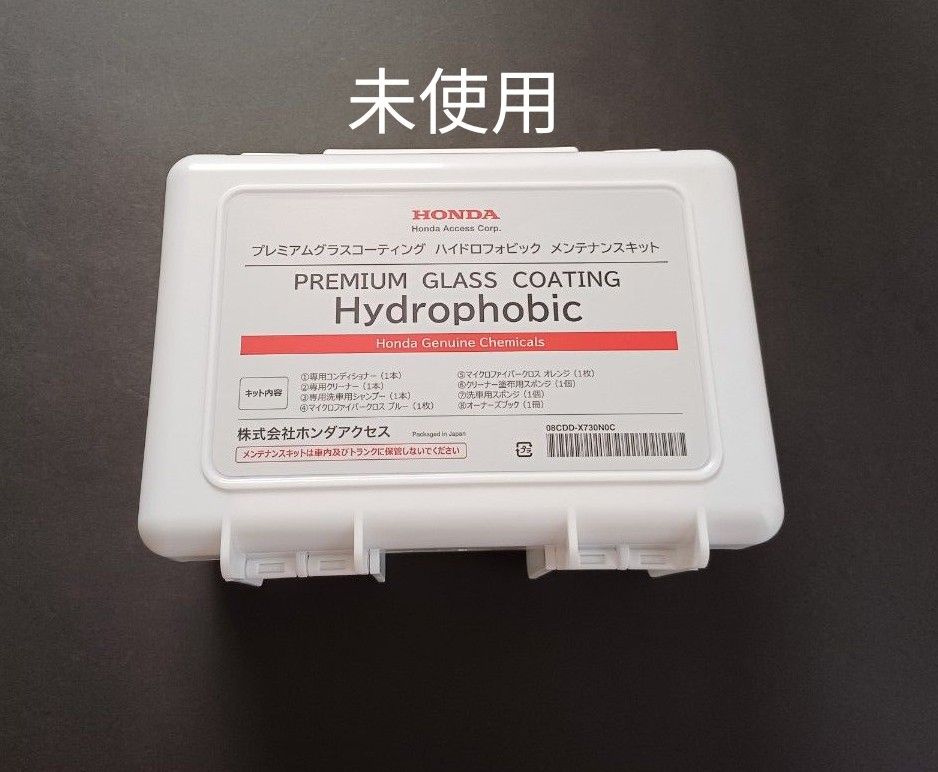 未使用
HONDA
Honda Access Corp.
プレミアムグラスコーティング ハイドロフォビック メンテナンスキット
PREMIUM GLASS COATING
Hydrophobic
Honda Genuine Chemicals
キット内容
①専用コンディショナー(1本)
②専用クリーナー(1本)
③専用洗車用シャンプー(1本)
④マイクロファイバークロス ブルー(1枚)
⑤マイクロファイバークロス オレンジ(1枚)
⑥クリーナー塗布用スポンジ(1個)
⑦洗車用スポンジ(1個)
⑧オーナーズブック(1冊)
株式会社ホンダアクセス Packaged in Japan
メンテナンスキットは車内及びトランクに保管しないでください
プラ
08CDD-X730N0C